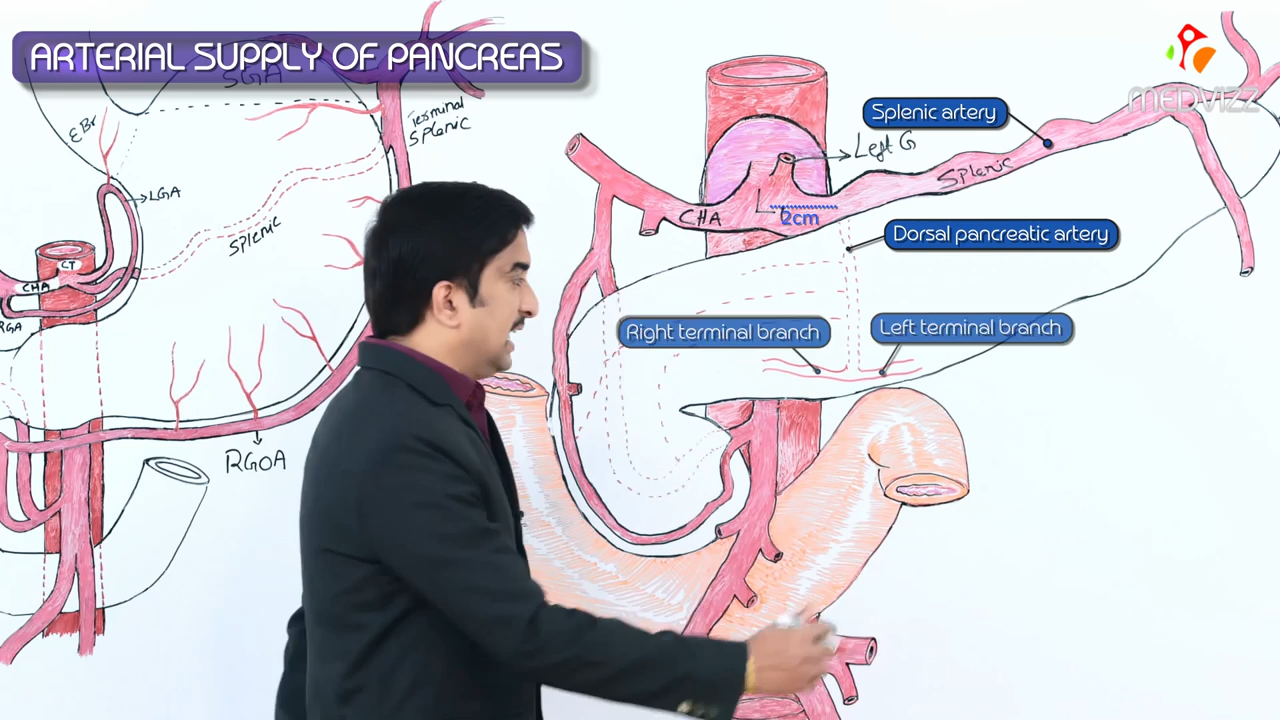 ARTERIAL SUPPLY OF PANCREAS
MEDVIZZ
SGA
EBr
Terminal
SPLENIC
LGA
SPLENIC
CT
CHA
RGA
RGOA
Splenic artery
Left G
SPLENIC
CHA
L
2cm
Dorsal pancreatic artery
Right terminal branch
Left terminal branch